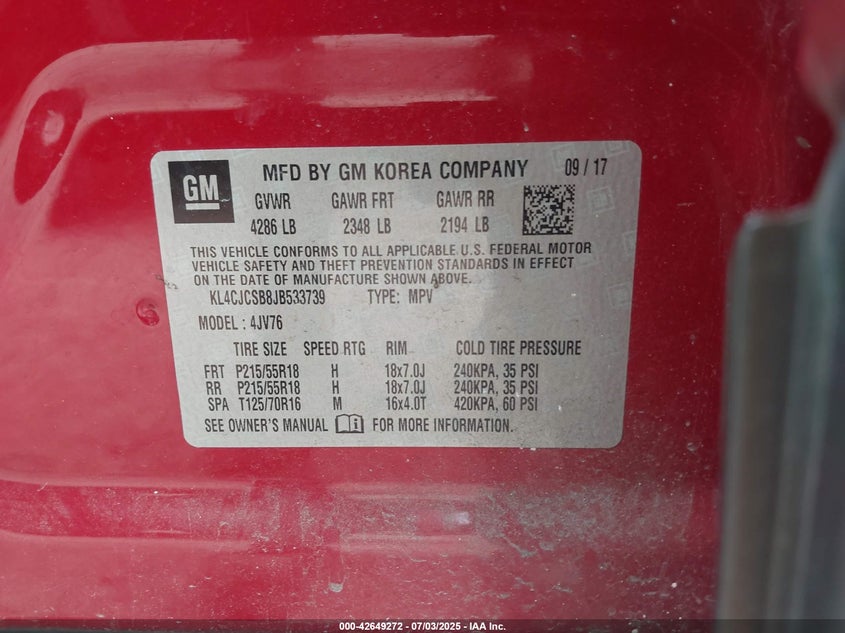 GM
MFD BY GM KOREA COMPANY 09 / 17
GVWR GAWR FRT GAWR RR
4286 LB 2348 LB 2194 LB
THIS VEHICLE CONFORMS TO ALL APPLICABLE U.S. FEDERAL MOTOR
VEHICLE SAFETY AND THEFT PREVENTION STANDARDS IN EFFECT
ON THE DATE OF MANUFACTURE SHOWN ABOVE.
KL4CJCSB8JB533739 TYPE: MPV
MODEL : 4JV76
TIRE SIZE SPEED RTG RIM COLD TIRE PRESSURE
FRT P215/55R18 H 18x7.0J 240KPA, 35 PSI
RR P215/55R18 H 18x7.0J 240KPA, 35 PSI
SPA T125/70R16 M 16x4.0T 420KPA, 60 PSI
SEE OWNER'S MANUAL FOR MORE INFORMATION.
000-42649272 - 07/03/2025 - IAA Inc.